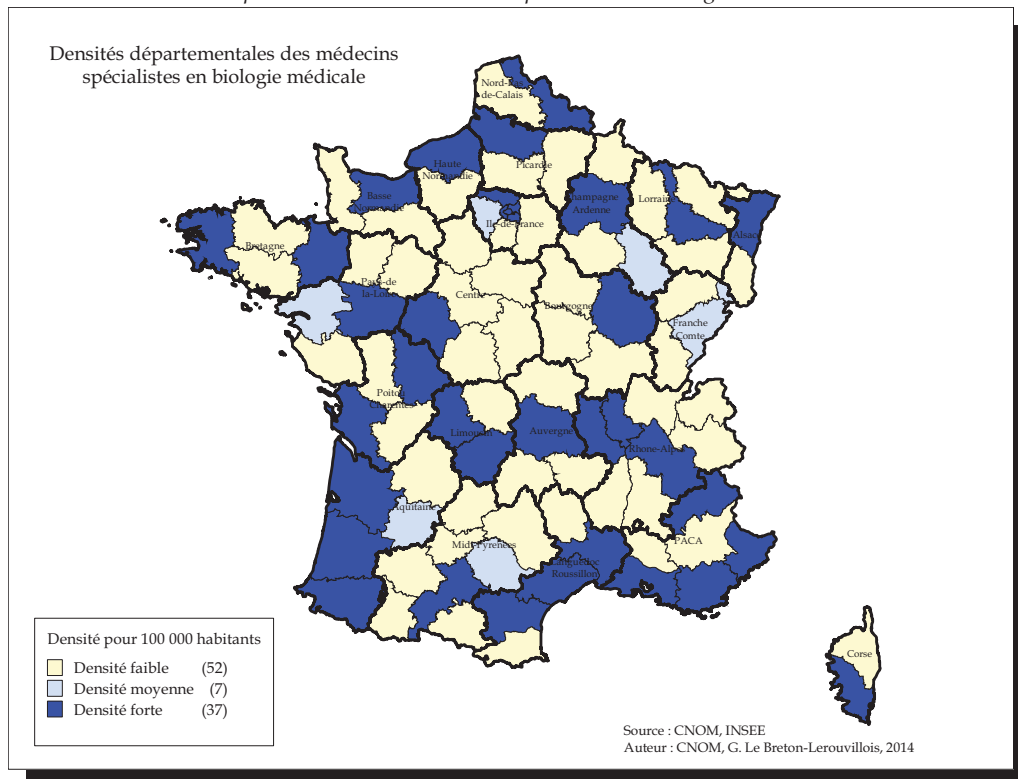 Densités départementales des médecins
spécialistes en biologie médicale
Nord-Pas-
de-Calais
Picardie
Haute
Normandie
Basse
Normandie
Champagne
Ardenne
Lorraine
Ile-de-France
Alsace
Bretagne
Pays-de
la-Loire
Centre
Bourgogne
Franche
Comte
Poitou
Charentes
Limousin
Auvergne
Rhone-Alpes
Aquitaine
Midi-Pyrenees
Languedoc
Roussillon
PACA
Corse
Densité pour 100 000 habitants
Densité faible (52)
Densité moyenne (7)
Densité forte (37)
Source : CNOM, INSEE
Auteur : CNOM, G. Le Breton-Lerouvillois, 2014